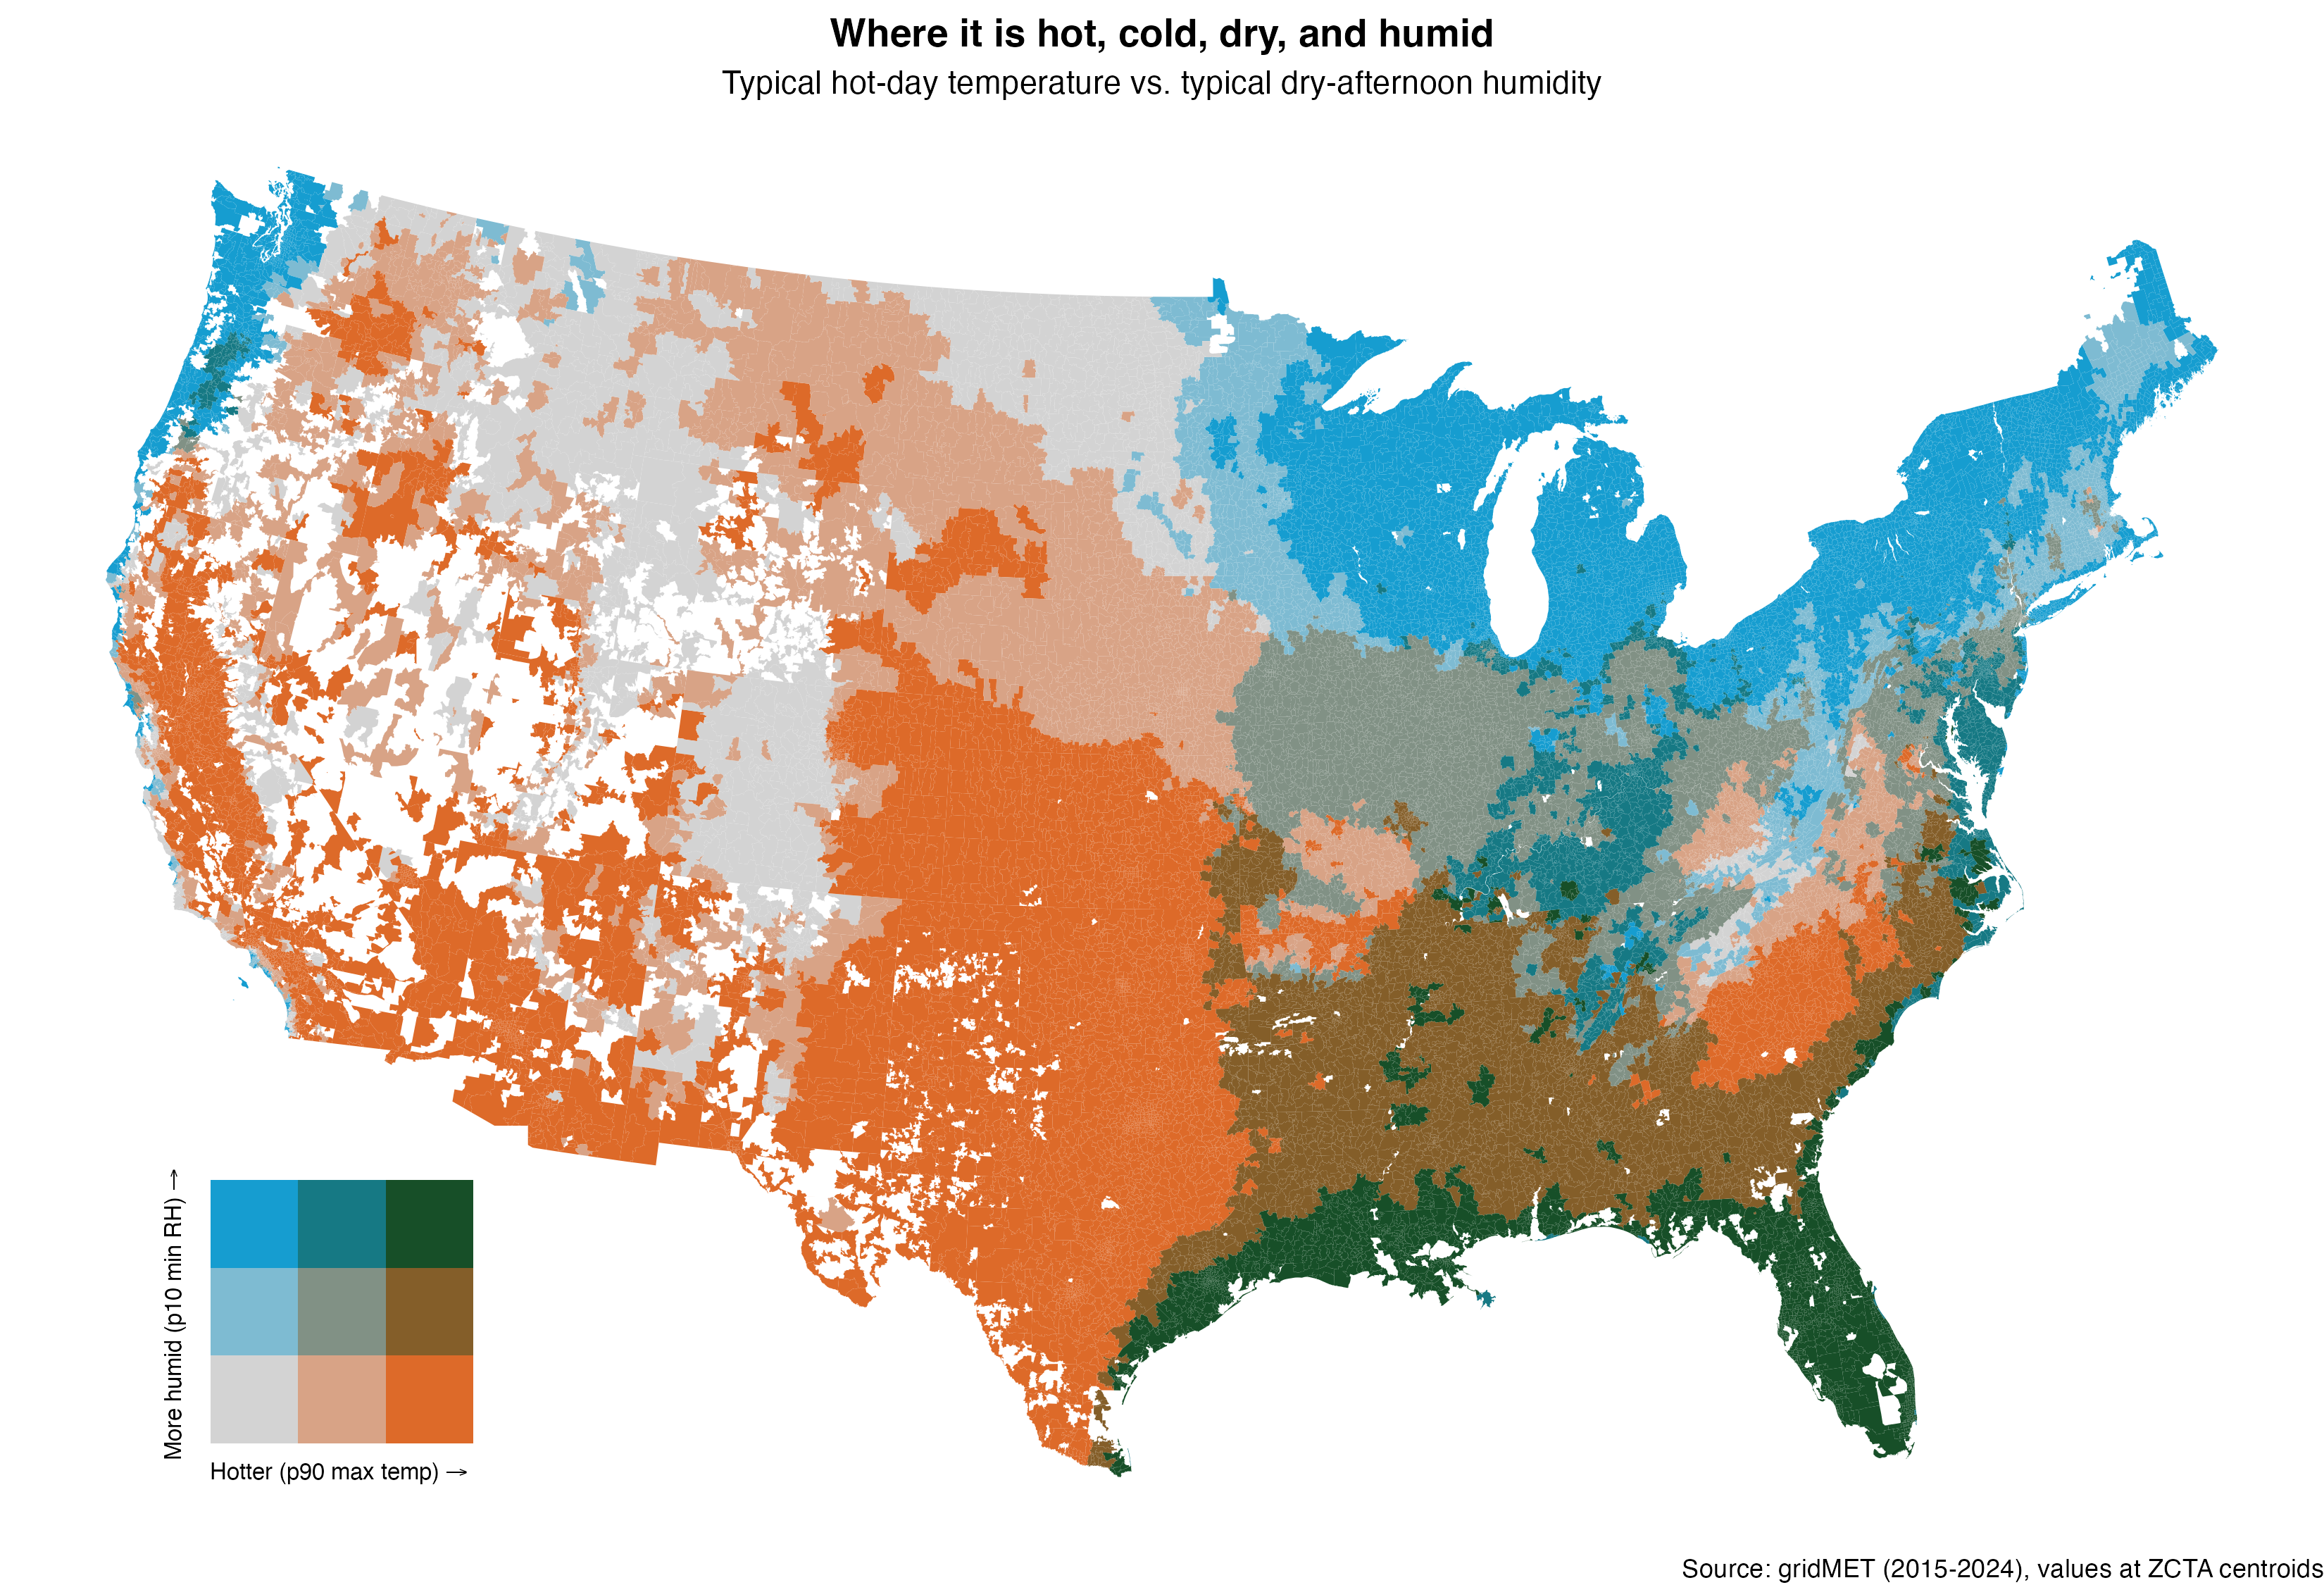 Where it is hot, cold, dry, and humid
Typical hot-day temperature vs. typical dry-afternoon humidity
More humid (p10 min RH) →
Hotter (p90 max temp) →
Source: gridMET (2015-2024), values at ZCTA centroids